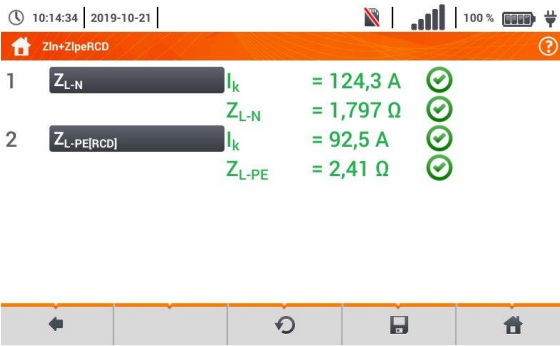 10:14:34 2019-10-21 100 %
Zln+ZlpeRCD ?
1 ZL-N Ik = 124,3 A
ZL-N = 1,797 Ω
2 ZL-PE[RCD] Ik = 92,5 A
ZL-PE = 2,41 Ω